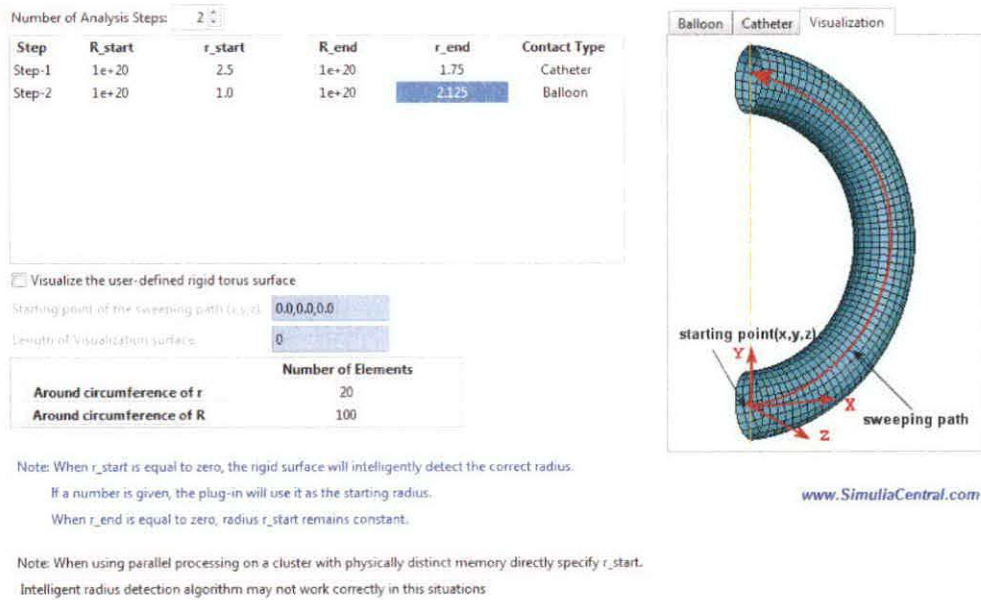 Number of Analysis Steps: 2
Step R_start r_start R_end r_end Contact Type
Step-1 1e+20 2.5 1e+20 1.75 Catheter
Step-2 1e+20 1.0 1e+20 2.125 Balloon
Visualize the user-defined rigid torus surface
Starting point of the sweeping path (x,y,z): 0.0,0.0,0.0
Length of Visualization surface: 0
Number of Elements
Around circumference of r 20
Around circumference of R 100
Note: When r_start is equal to zero, the rigid surface will intelligently detect the correct radius.
If a number is given, the plug-in will use it as the starting radius.
When r_end is equal to zero, radius r_start remains constant.
Note: When using parallel processing on a cluster with physically distinct memory directly specify r_start.
Intelligent radius detection algorithm may not work correctly in this situations
Balloon Catheter Visualization
starting point(x,y,z)
Y
X
Z
sweeping path
www.SimuliaCentral.com